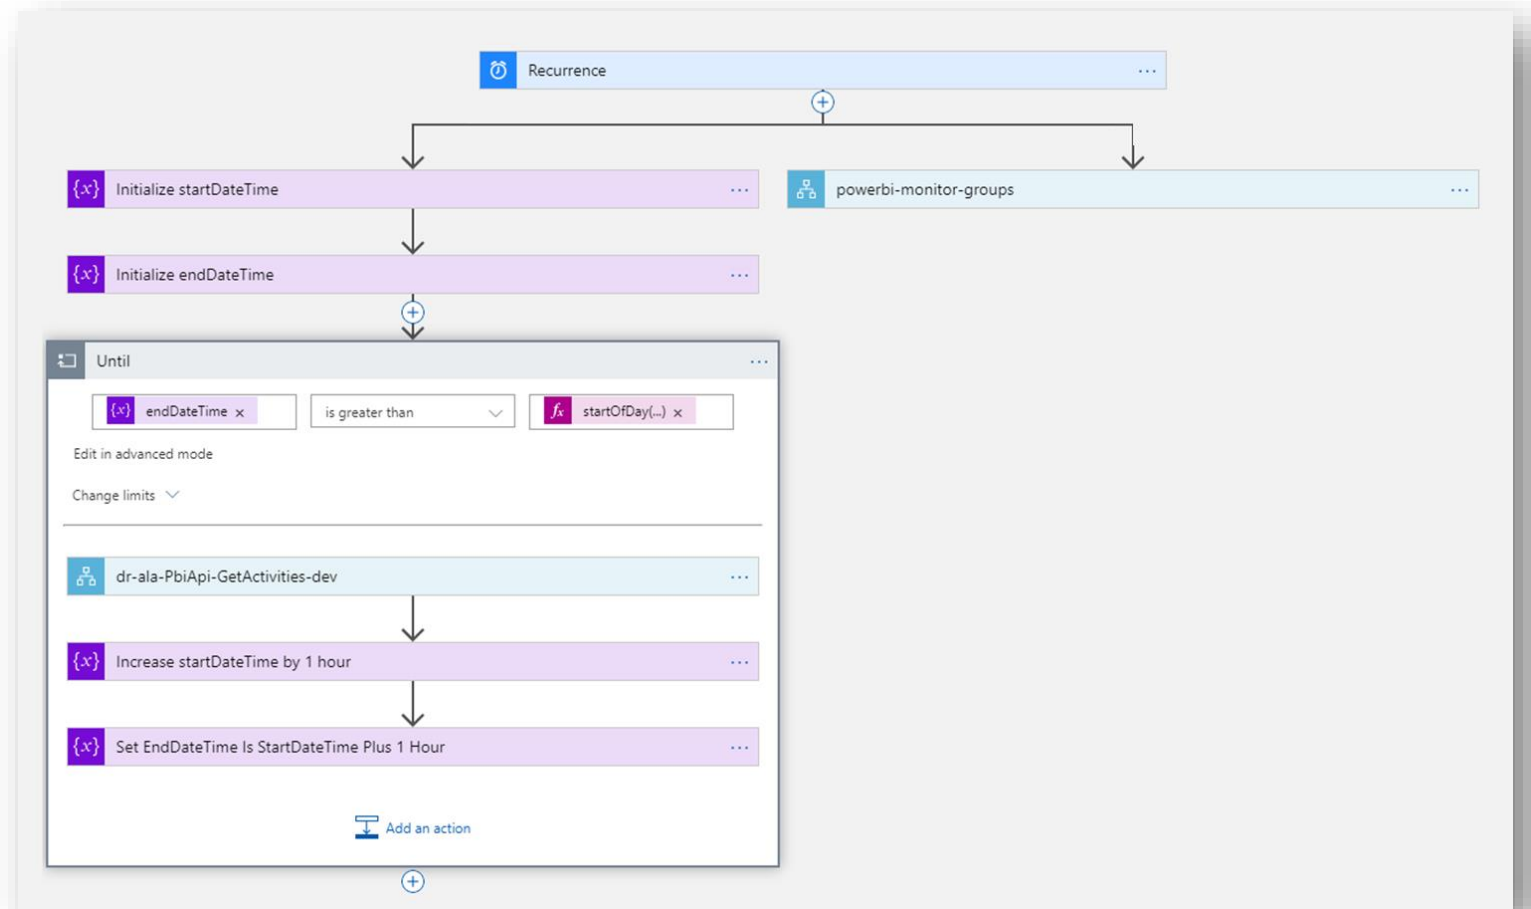 Recurrence
Initialize startDateTime
powerbi-monitor-groups
Initialize endDateTime
Until
endDateTime × is greater than startOfDay(...) ×
Edit in advanced mode
Change limits
dr-ala-PbiApi-GetActivities-dev
Increase startDateTime by 1 hour
Set EndDateTime Is StartDateTime Plus 1 Hour
Add an action